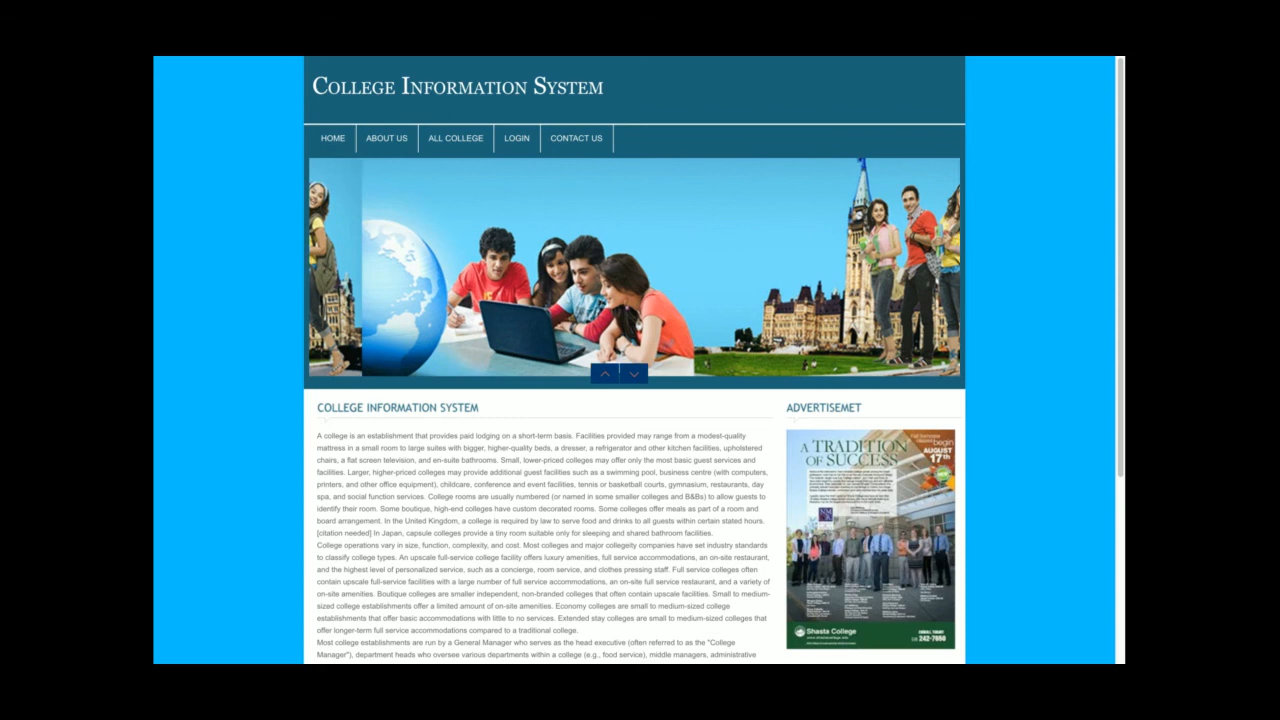 College Information System
HOME
ABOUT US
ALL COLLEGE
LOGIN
CONTACT US
COLLEGE INFORMATION SYSTEM
A college is an establishment that provides paid lodging on a short-term basis. Facilities provided may range from a modest-quality
mattress in a small room to large suites with bigger, higher-quality beds, a dresser, a refrigerator and other kitchen facilities, upholstered
chairs, a flat screen television, and en-suite bathrooms. Small, lower-priced colleges may offer only the most basic guest services and
facilities. Larger, higher-priced colleges may provide additional guest facilities such as a swimming pool, business centre (with computers,
printers, and other office equipment), childcare, conference and event facilities, tennis or basketball courts, gymnasium, restaurants, day
spa, and social function services. College rooms are usually numbered (or named in some smaller colleges and B&Bs) to allow guests to
identify their room. Some boutique, high-end colleges have custom decorated rooms. Some colleges offer meals as part of a room and
board arrangement. In the United Kingdom, a college is required by law to serve food and drinks to all guests within certain stated hours.
[citation needed] In Japan, capsule colleges provide a tiny room suitable only for sleeping and shared bathroom facilities.
College operations vary in size, function, complexity, and cost. Most colleges and major collegeity companies have set industry standards
to classify college types. An upscale full-service college facility offers luxury amenities, full service accommodations, an on-site restaurant,
and the highest level of personalized service, such as a concierge, room service, and clothes pressing staff. Full service colleges often
contain upscale full-service facilities with a large number of full service accommodations, an on-site full service restaurant, and a variety of
on-site amenities. Boutique colleges are smaller independent, non-branded colleges that often contain upscale facilities. Small to medium-
sized college establishments offer a limited amount of on-site amenities. Economy colleges are small to medium-sized college
establishments that offer basic accommodations with little to no services. Extended stay colleges are small to medium-sized colleges that
offer longer-term full service accommodations compared to a traditional college.
Most college establishments are run by a General Manager who serves as the head executive (often referred to as the "College
Manager"), department heads who oversee various departments within a college (e.g., food service), middle managers, administrative
ADVERTISEMET
A TRADITION
OF SUCCESS
Fall Semester
classes begin
AUGUST
17th
Shasta College
www.shastacollege.edu
ENROLL TODAY!
242-7650